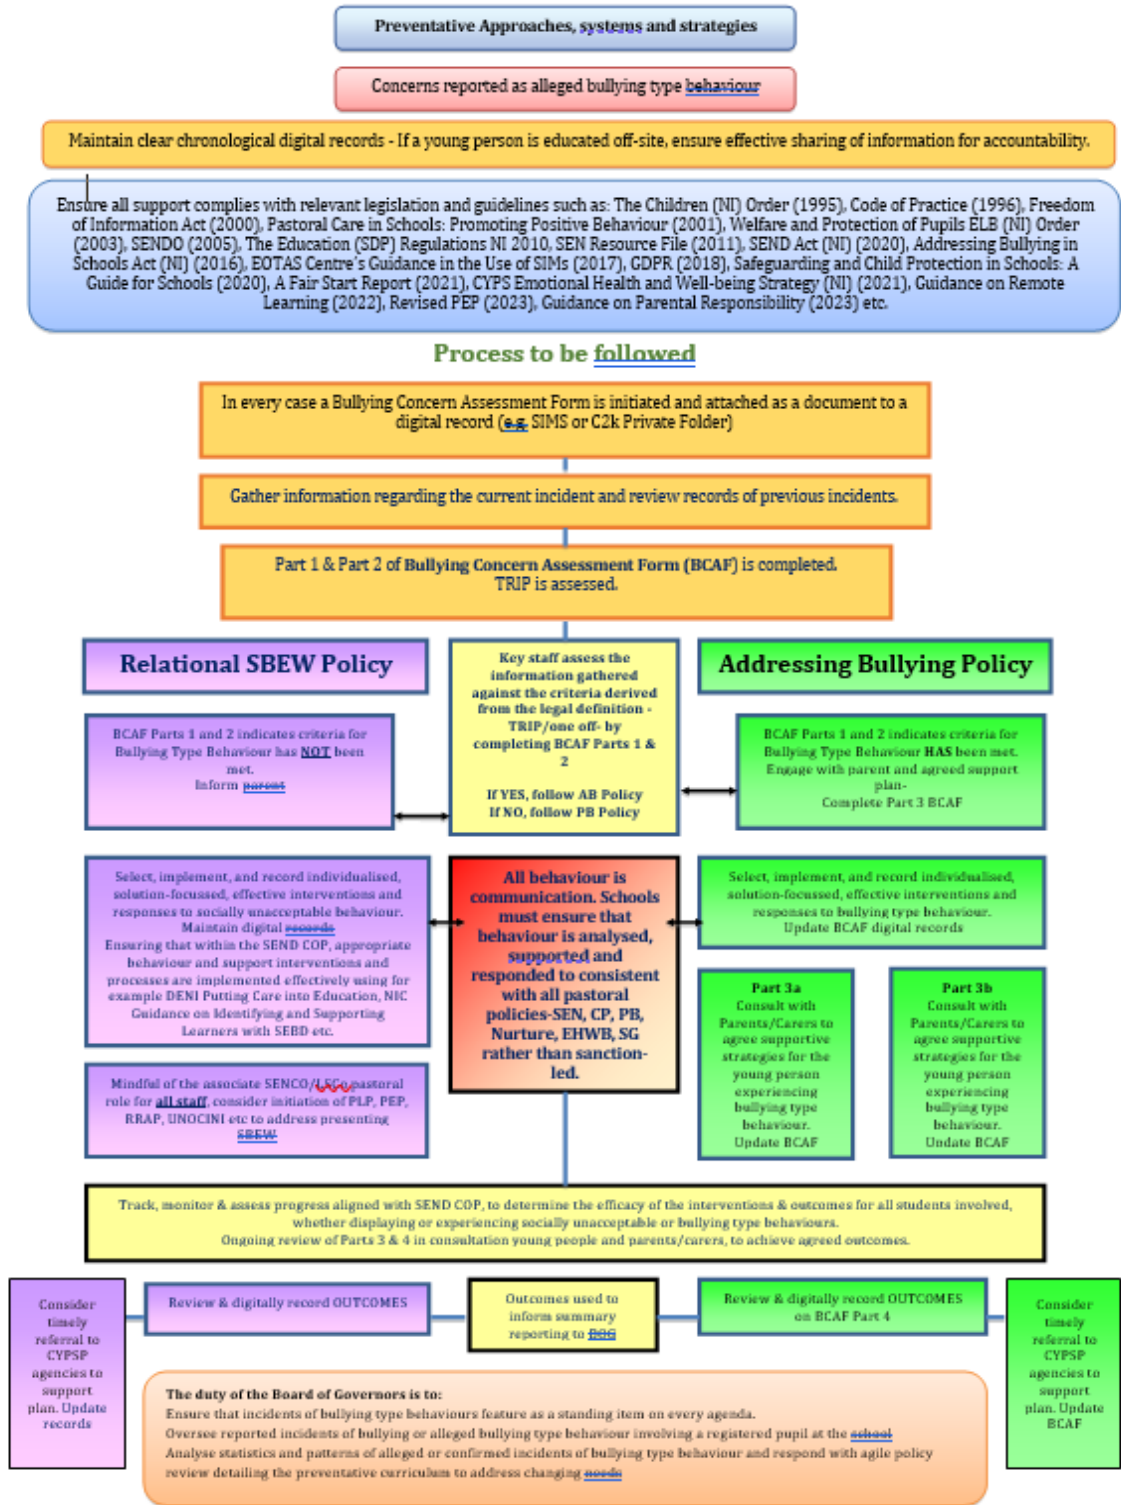 Preventative Approaches, systems and strategies
Concerns reported as alleged bullying type behaviour
Maintain clear chronological digital records - If a young person is educated off-site, ensure effective sharing of information for accountability.
Ensure all support complies with relevant legislation and guidelines such as: The Children (NI) Order (1995), Code of Practice (1996), Freedom
of Information Act (2000), Pastoral Care in Schools: Promoting Positive Behaviour (2001), Welfare and Protection of Pupils ELB (NI) Order
(2003), SENDO (2005), The Education (SDP) Regulations NI 2010, SEN Resource File (2011), SEND Act (NI) (2020), Addressing Bullying in
Schools Act (NI) (2016), EOTAS Centre's Guidance in the Use of SIMs (2017), GDPR (2018), Safeguarding and Child Protection in Schools: A
Guide for Schools (2020), A Fair Start Report (2021), CYPS Emotional Health and Well-being Strategy (NI) (2021), Guidance on Remote
Learning (2022), Revised PEP (2023), Guidance on Parental Responsibility (2023) etc.
Process to be followed
In every case a Bullying Concern Assessment Form is initiated and attached as a document to a
digital record (e.g. SIMS or C2k Private Folder)
Gather information regarding the current incident and review records of previous incidents.
Part 1 & Part 2 of Bullying Concern Assessment Form (BCAF) is completed.
TRIP is assessed.
Relational SBEW Policy
BCAF Parts 1 and 2 indicates criteria for
Bullying Type Behaviour has NOT been
met.
Inform parent
Key staff assess the
information gathered
against the criteria derived
from the legal definition -
TRIP/one off- by
completing BCAF Parts 1 &
2
If YES, follow AB Policy
If NO, follow PB Policy
Addressing Bullying Policy
BCAF Parts 1 and 2 indicates criteria for
Bullying Type Behaviour HAS been met.
Engage with parent and agreed support
plan-
Complete Part 3 BCAF
Select, implement, and record individualised,
solution-focussed, effective interventions and
responses to socially unacceptable behaviour.
Maintain digital records
Ensuring that within the SEND COP, appropriate
behaviour and support interventions and
processes are implemented effectively using for
example DENI Putting Care into Education, NIC
Guidance on Identifying and Supporting
Learners with SEBD etc.
Mindful of the associate SENCO/LSCo pastoral
role for all staff, consider initiation of PLP, PEP,
RRAP, UNOCINI etc to address presenting
SBEW
All behaviour is
communication. Schools
must ensure that
behaviour is analysed,
supported and
responded to consistent
with all pastoral
policies-SEN, CP, PB,
Nurture, EHWB, SG
rather than sanction-
led.
Select, implement, and record individualised,
solution-focussed, effective interventions and
responses to bullying type behaviour.
Update BCAF digital records
Part 3a
Consult with
Parents/Carers to
agree supportive
strategies for the
young person
experiencing
bullying type
behaviour.
Update BCAF
Part 3b
Consult with
Parents/Carers to
agree supportive
strategies for the
young person
experiencing
bullying type
behaviour.
Update BCAF
Track, monitor & assess progress aligned with SEND COP, to determine the efficacy of the interventions & outcomes for all students involved,
whether displaying or experiencing socially unacceptable or bullying type behaviours.
Ongoing review of Parts 3 & 4 in consultation young people and parents/carers, to achieve agreed outcomes.
Consider
timely
referral to
CYPSP
agencies to
support
plan. Update
records
Review & digitally record OUTCOMES
Outcomes used to
inform summary
reporting to BOG
Review & digitally record OUTCOMES
on BCAF Part 4
Consider
timely
referral to
CYPSP
agencies to
support
plan. Update
BCAF
The duty of the Board of Governors is to:
Ensure that incidents of bullying type behaviours feature as a standing item on every agenda.
Oversee reported incidents of bullying or alleged bullying type behaviour involving a registered pupil at the school
Analyse statistics and patterns of alleged or confirmed incidents of bullying type behaviour and respond with agile policy
review detailing the preventative curriculum to address changing needs